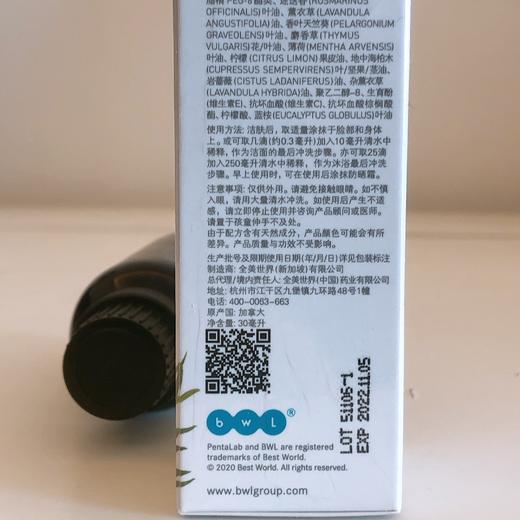 脂精 PEG-8 酯类、迷迭香 (ROSMARINUS
OFFICINALIS) 叶油、薰衣草 (LAVANDULA
ANGUSTIFOLIA) 油、香叶天竺葵 (PELARGONIUM
GRAVEOLENS) 叶油、麝香草 (THYMUS
VULGARIS) 花/叶油、薄荷 (MENTHA ARVENSIS)
叶油、柠檬 (CITRUS LIMON) 果皮油、地中海柏木
(CUPRESSUS SEMPERVIRENS) 叶/坚果/茎油、
岩蔷薇 (CISTUS LADANIFERUS) 油、杂薰衣草
(LAVANDULA HYBRIDA) 油、聚乙二醇-8、生育酚
(维生素E)、抗坏血酸(维生素C)、抗坏血酸棕榈酸
酯、柠檬酸、蓝桉(EUCALYPTUS GLOBULUS)叶油
使用方法: 洁肤后、取适量涂抹于脸部和身体
上。或可取几滴(约0.3毫升)加入10毫升清水中
稀释，作为洁面的最后冲洗步骤。亦可取25滴
加入250毫升清水中稀释，作为沐浴最后冲洗
步骤。早上使用时，可在使用后涂抹防晒霜。
注意事项: 仅供外用。请避免接触眼睛。如不慎
入眼，请用大量清水冲洗。如使用后产生不适
感，请立即停止使用并咨询产品顾问或医师。
请置于孩童伸手不及处。
由于配方含有天然成分，产品颜色可能会有所
差异。产品质量与功效不受影响。
生产批号及限期使用日期(年/月/日)详见包装标注
制造商: 全美世界(新加坡)有限公司
总代理/境内责任人: 全美世界(中国)药业有限公司
地址: 杭州市江干区九堡镇九环路48号1幢
电话: 400-0063-663
原产国: 加拿大
净含量: 30毫升
bwl®
PentaLab and BWL are registered
trademarks of Best World.
© 2020 Best World. All rights reserved.
www.bwlgroup.com
LOT 51106-1
EXP 2022.11.05